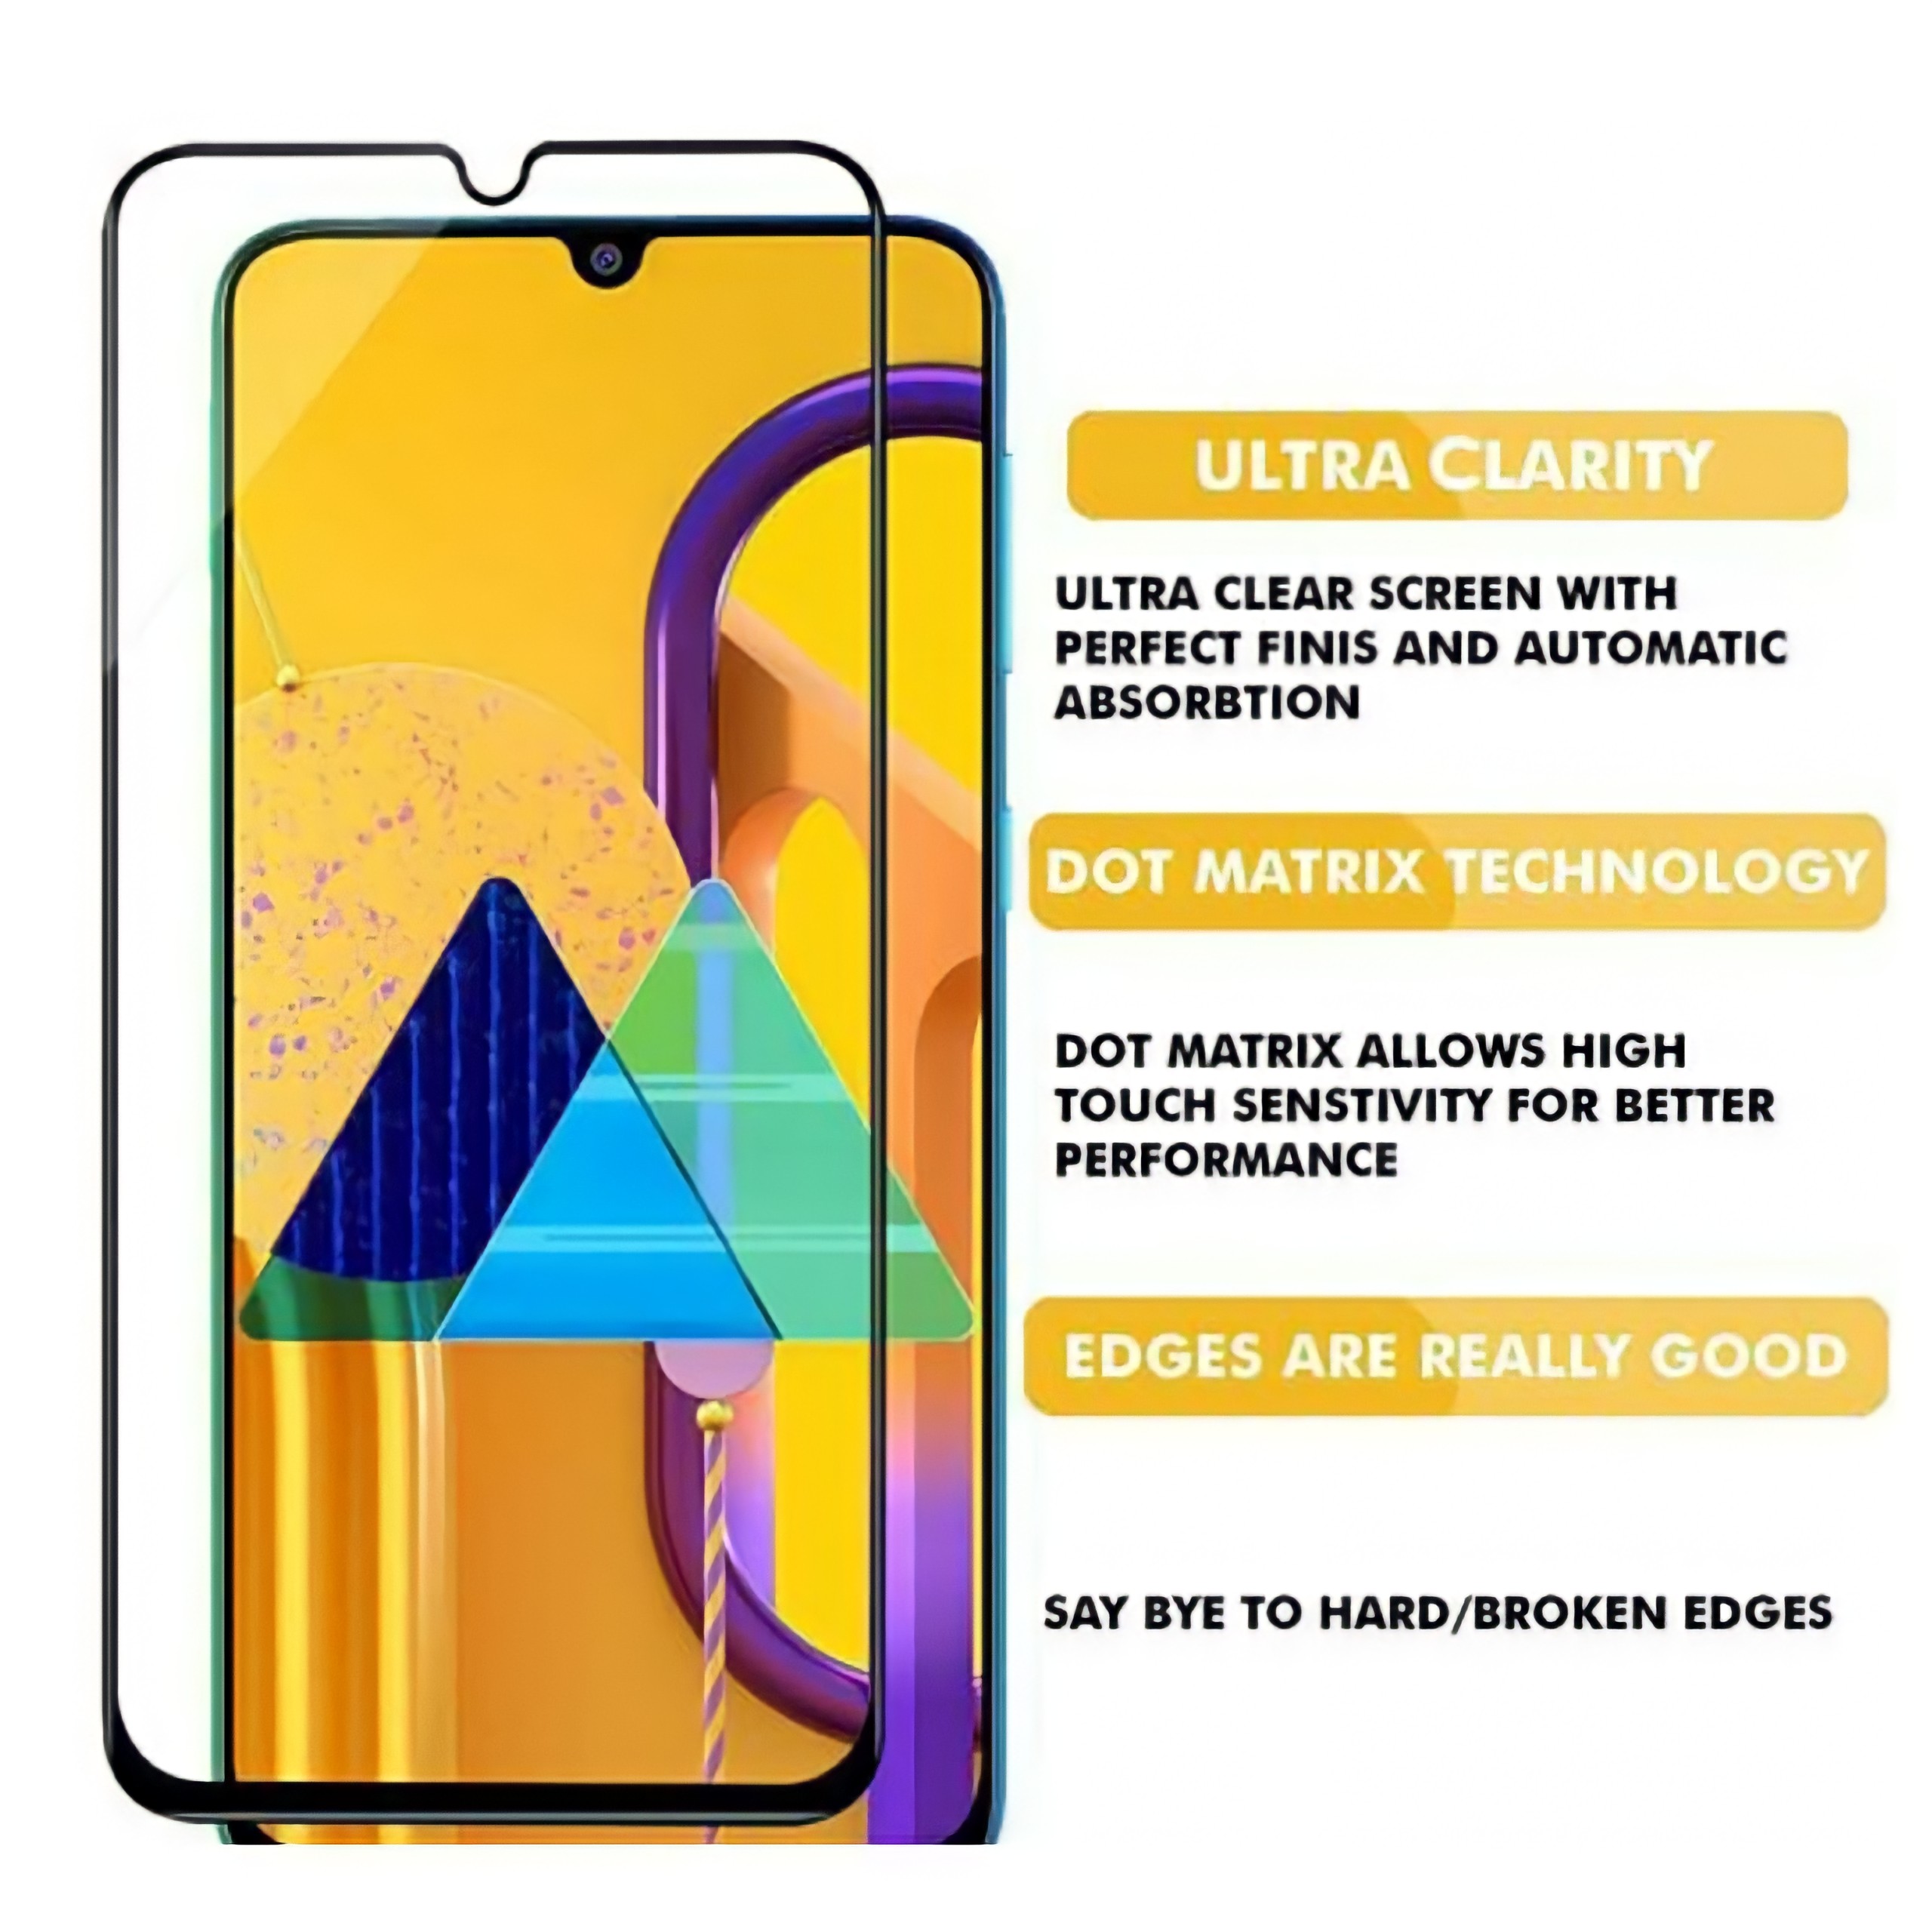 ULTRA CLARITY
ULTRA CLEAR SCREEN WITH
PERFECT FINIS AND AUTOMATIC
ABSORBTION
DOT MATRIX TECHNOLOGY
DOT MATRIX ALLOWS HIGH
TOUCH SENSTIVITY FOR BETTER
PERFORMANCE
EDGES ARE REALLY GOOD
SAY BYE TO HARD/BROKEN EDGES